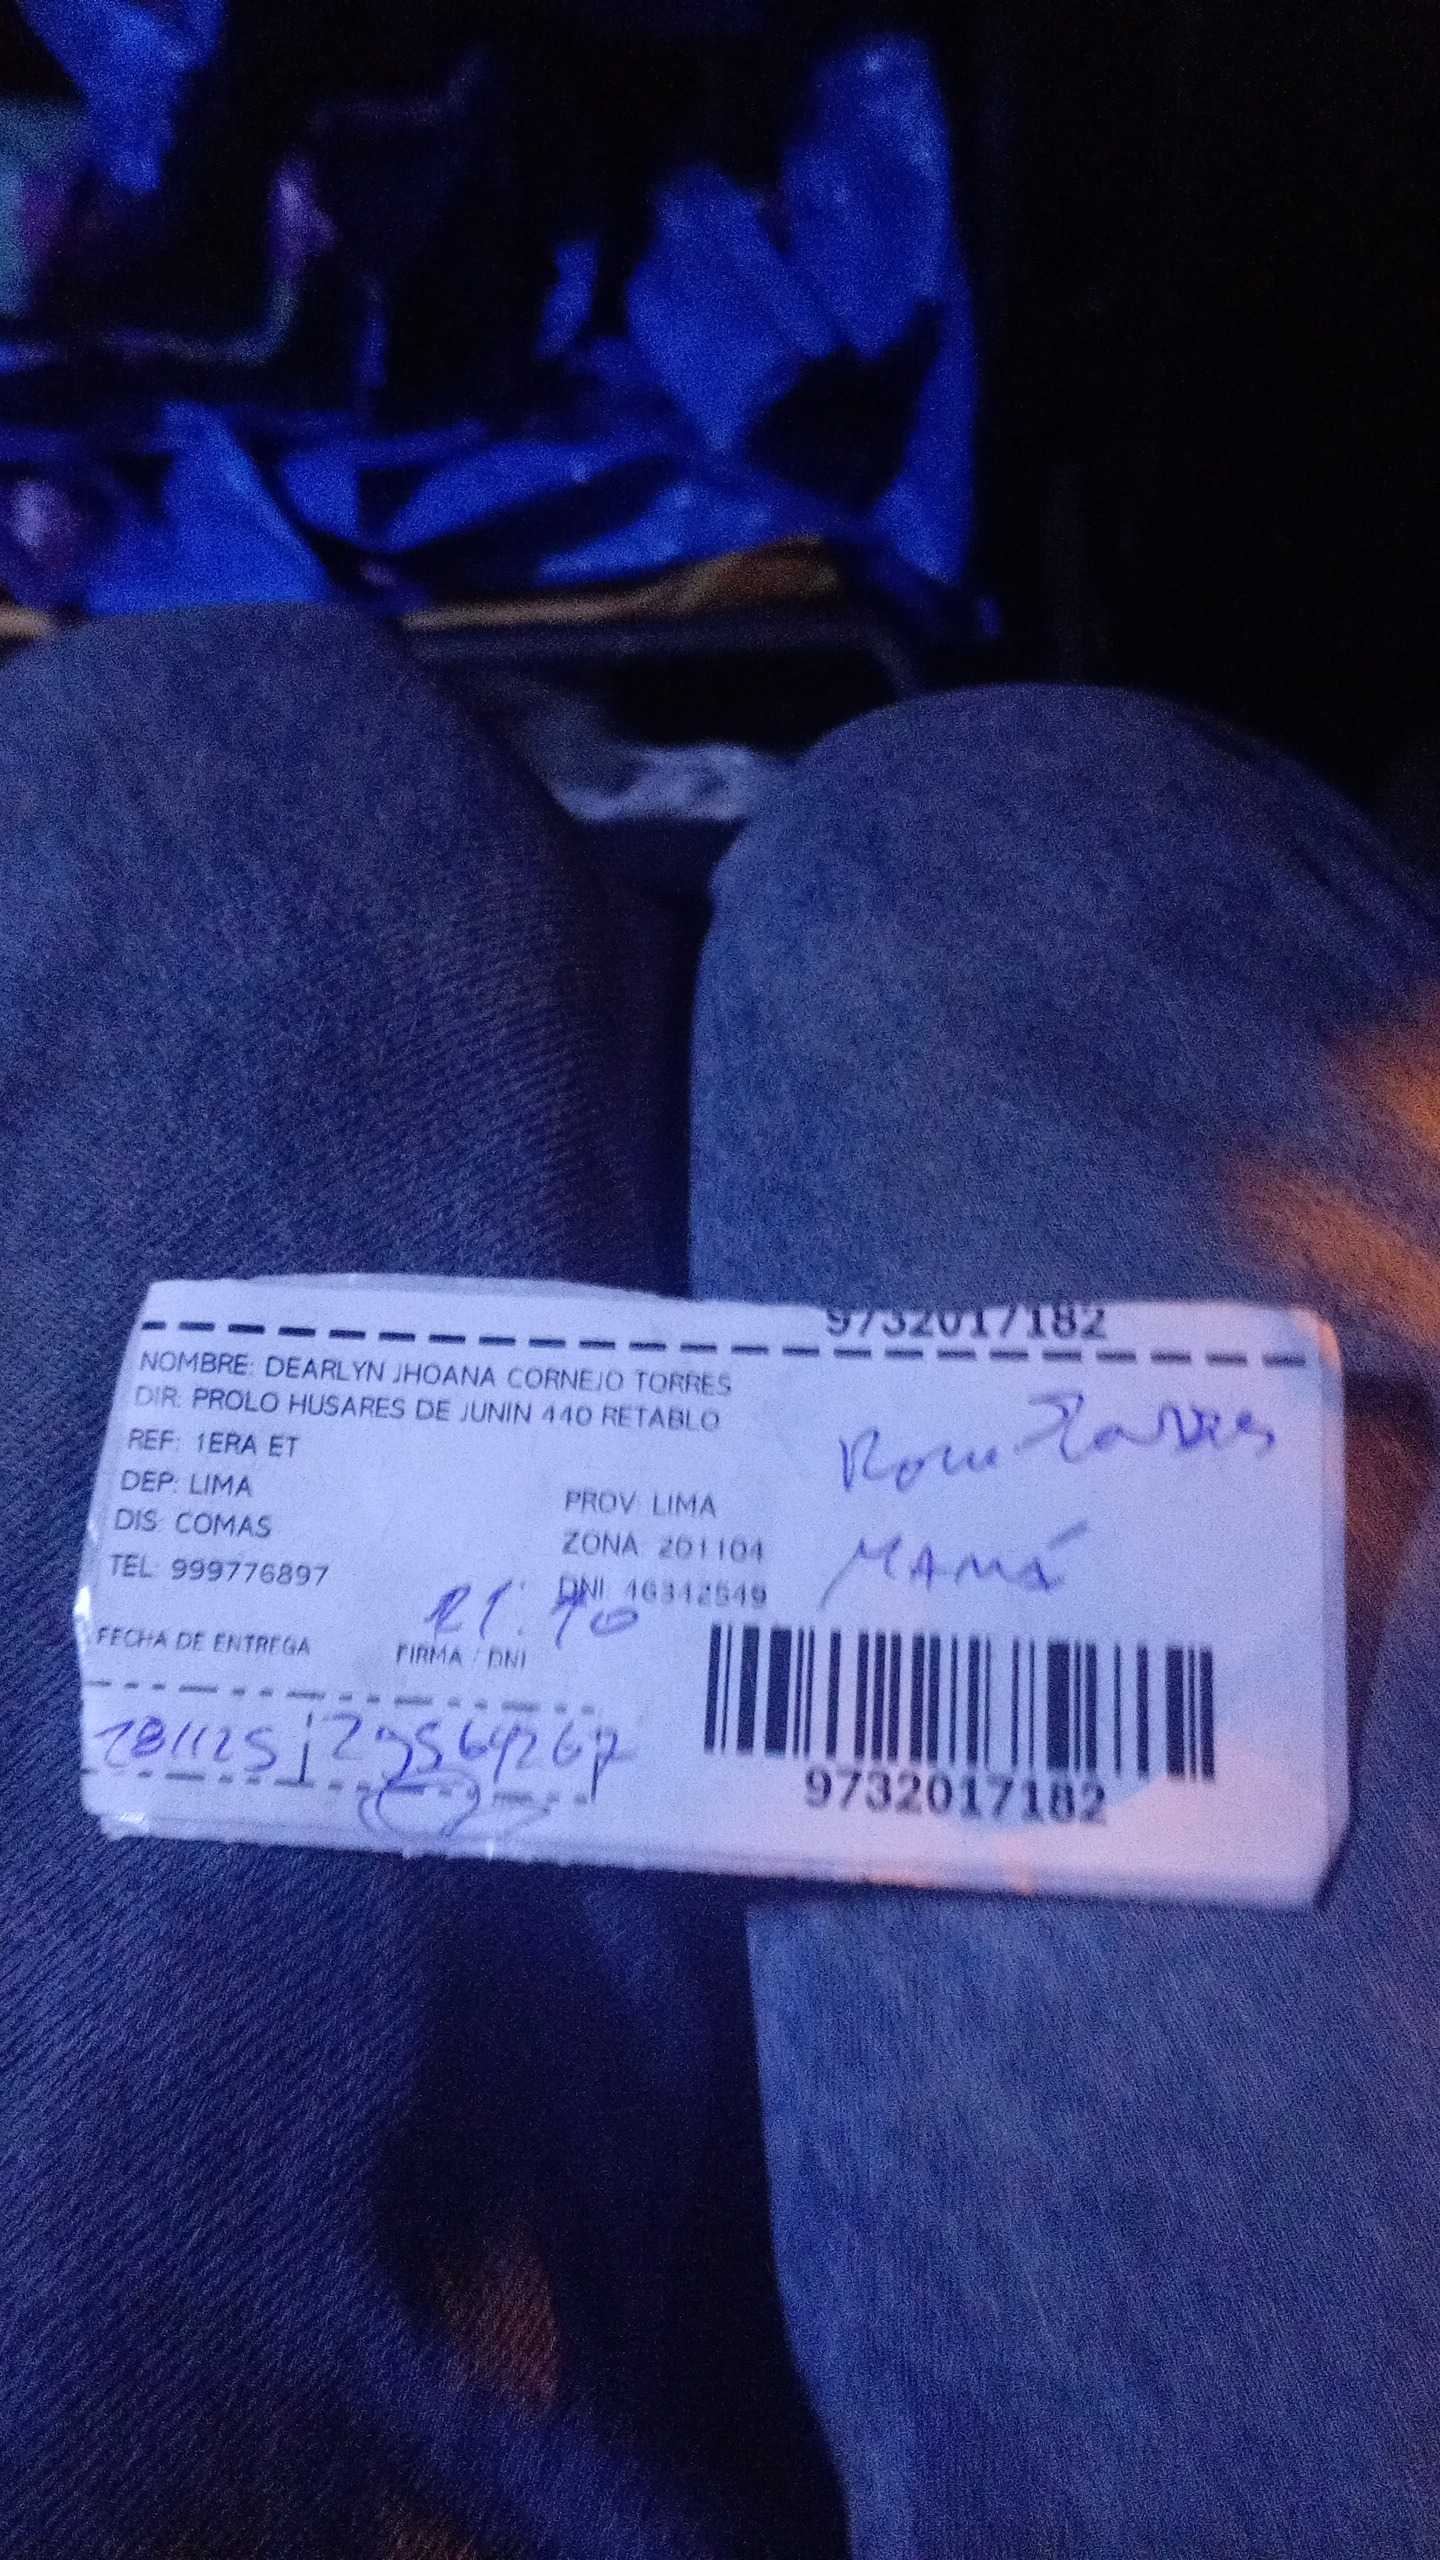 9732017182
NOMBRE: DEARLYN JHOANA CORNEJO TORRES
DIR: PROLO HUSARES DE JUNIN 440 RETABLO
REF: 1ERA ET
DEP: LIMA
PROV: LIMA
DIS: COMAS
ZONA: 201104
TEL: 999776897
DNI: 46342549
MAMÁ
FECHA DE ENTREGA
FIRMA / DNI
9732017182